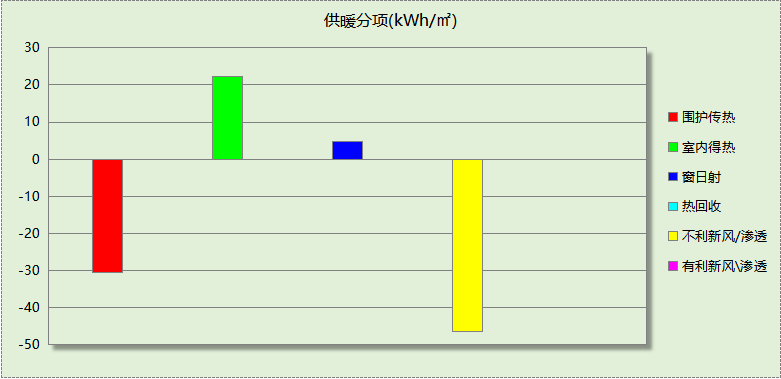 供暖分项(kWh/㎡)
30
20
10
0
-10
-20
-30
-40
-50
围护传热
室内得热
窗日射
热回收
不利新风/渗透
有利新风\渗透